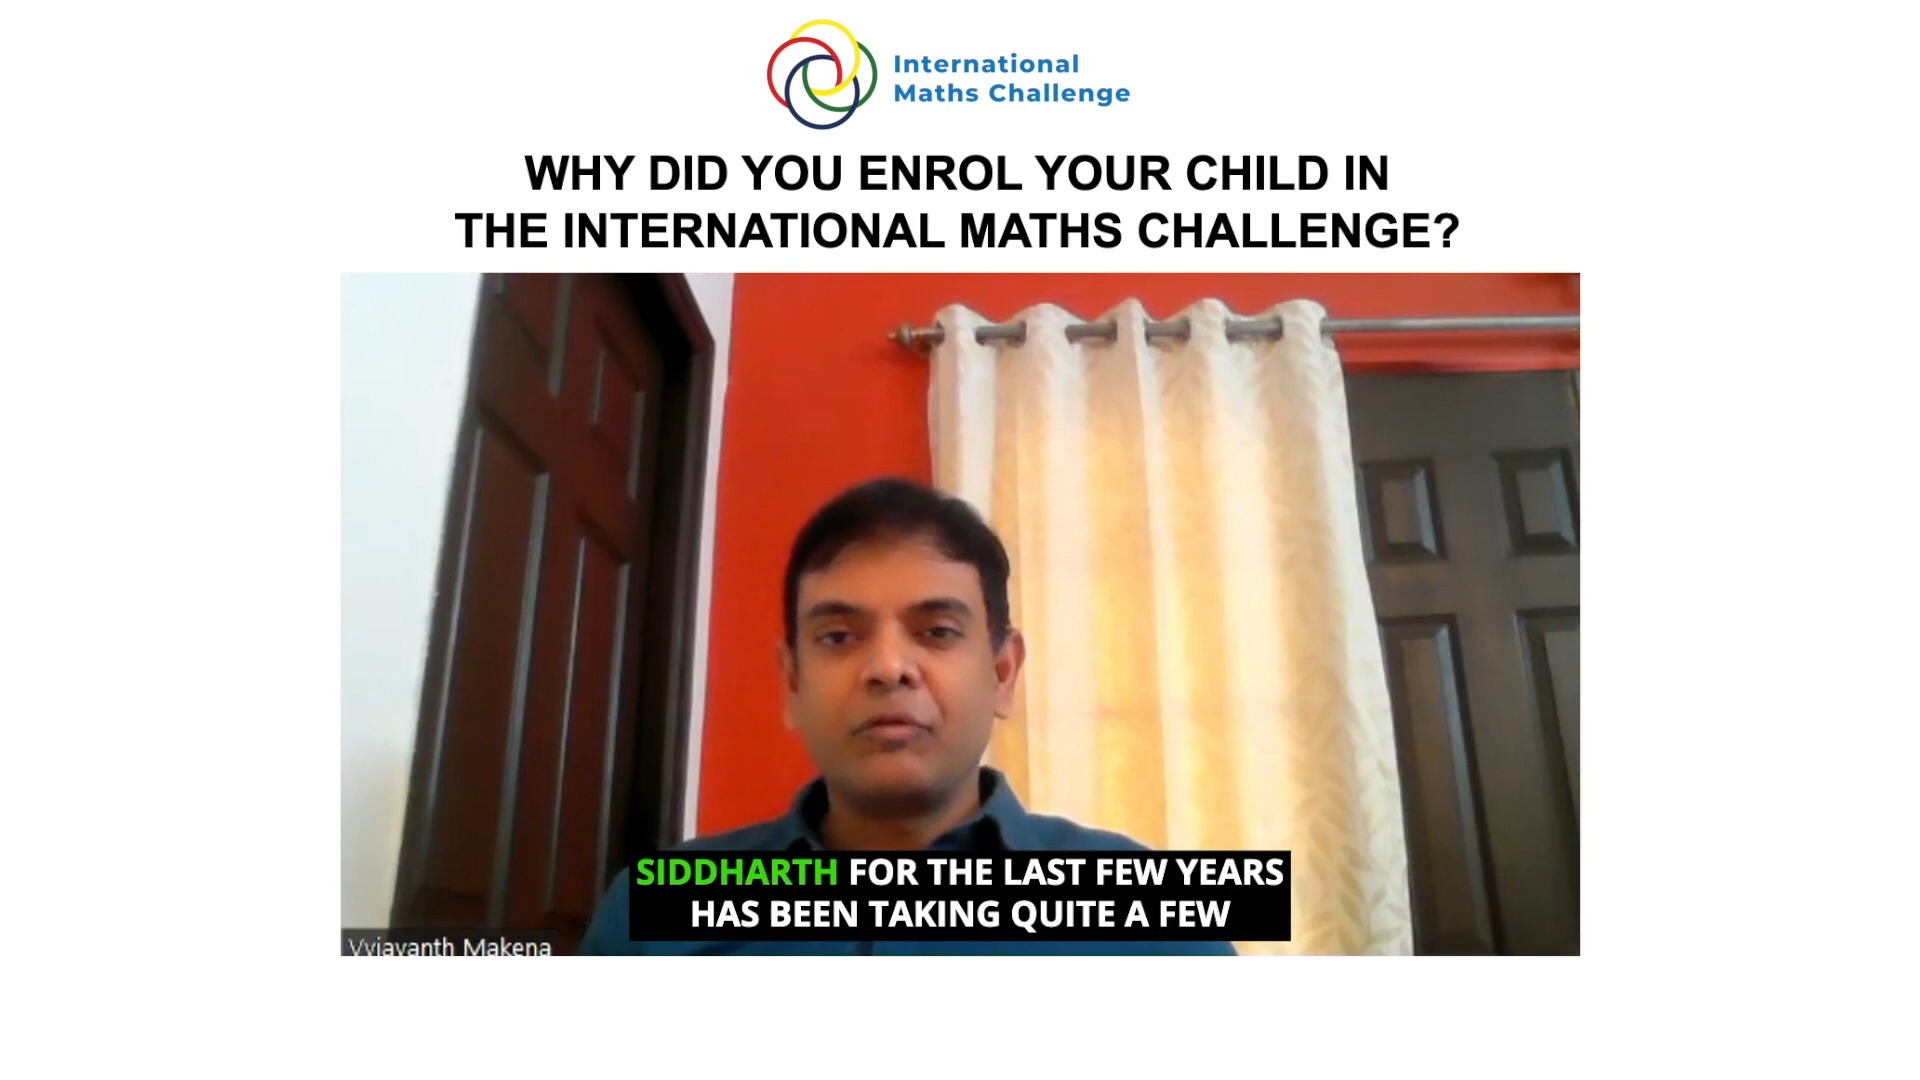 International
Maths Challenge
WHY DID YOU ENROL YOUR CHILD IN
THE INTERNATIONAL MATHS CHALLENGE?
SIDDHARTH FOR THE LAST FEW YEARS
HAS BEEN TAKING QUITE A FEW
Vyjayanth Makena